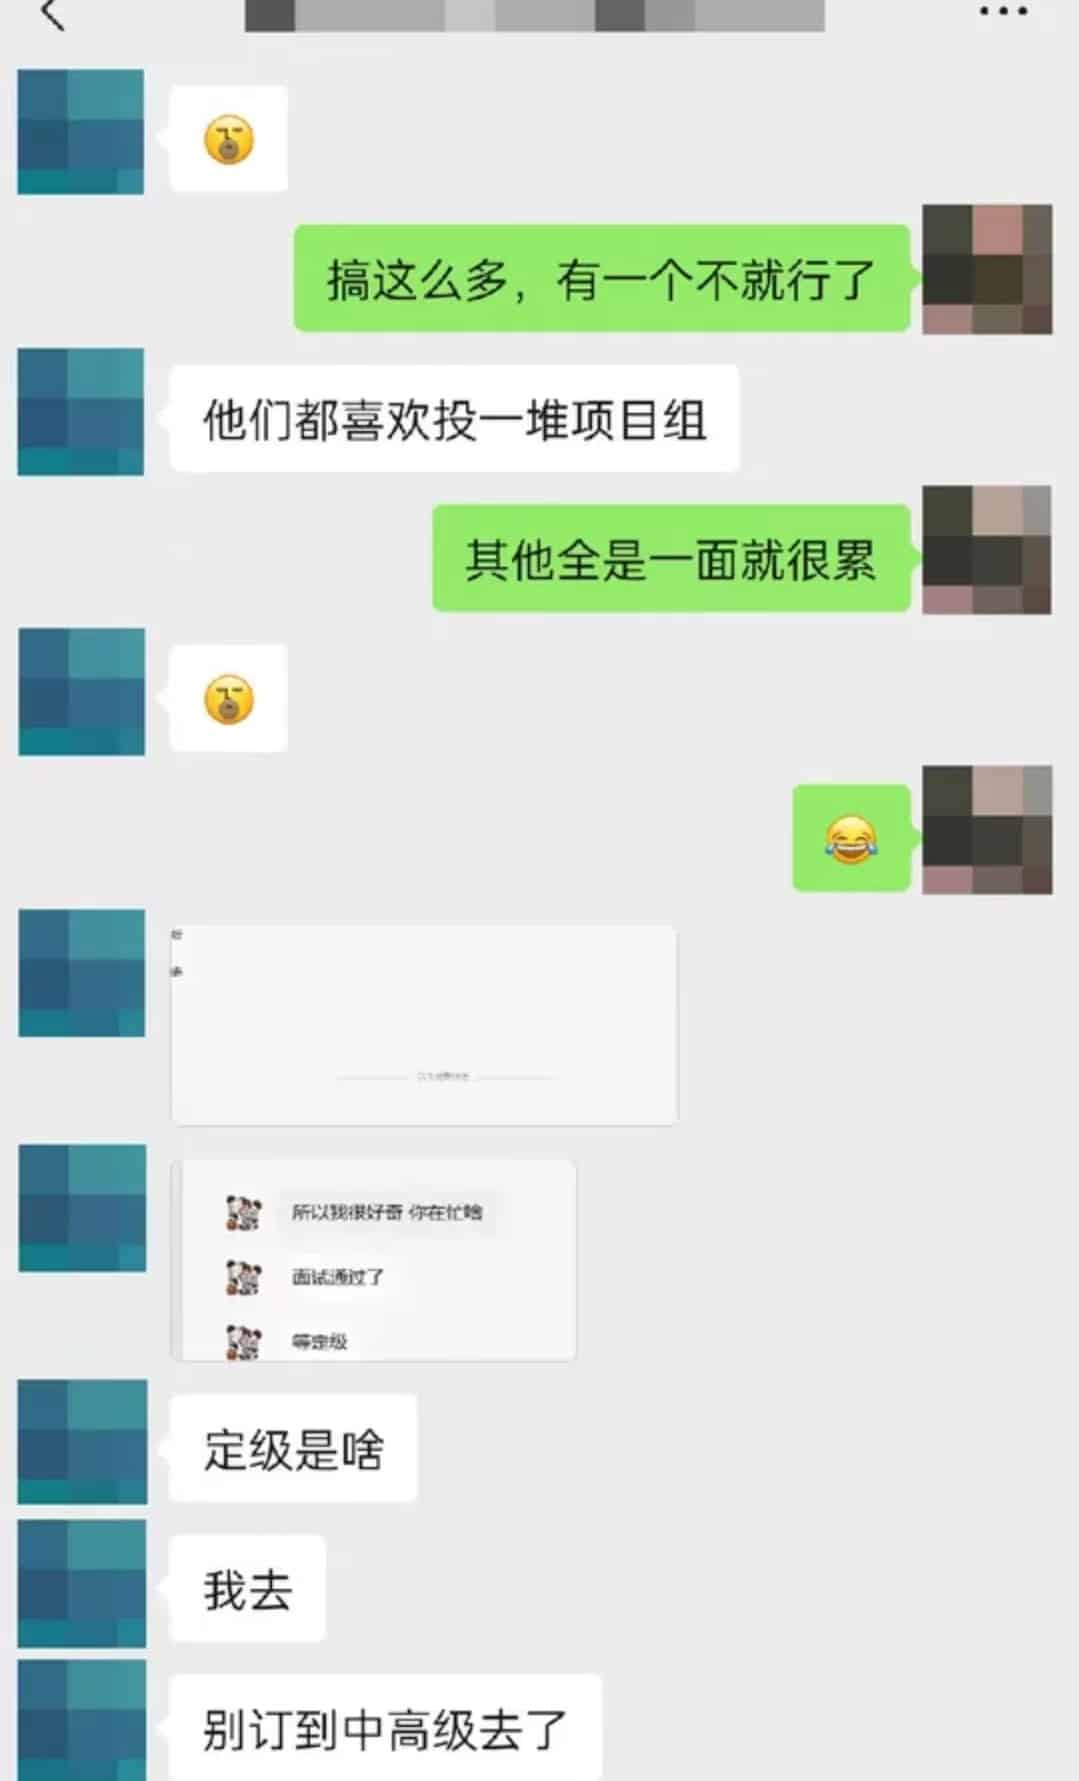 搞这么多，有一个不就行了
他们都喜欢投一堆项目组
其他全是一面就很累
所以我很好奇 你在忙啥
面试通过了
等定级
定级是啥
我去
别订到中高级去了